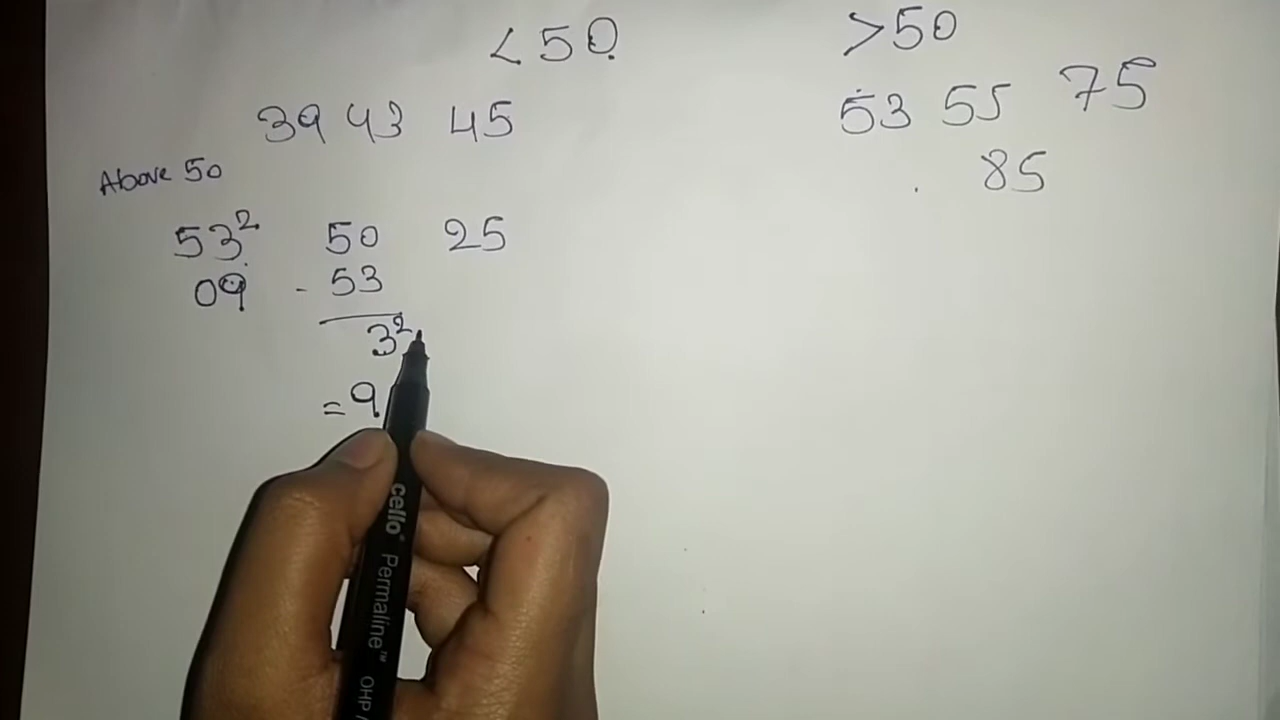 < 50 > 50
39 43 45 53 55 75
85
Above 50
53² 50 25
09 - 53
3²
= 9
cello® Permaline™ OHP /